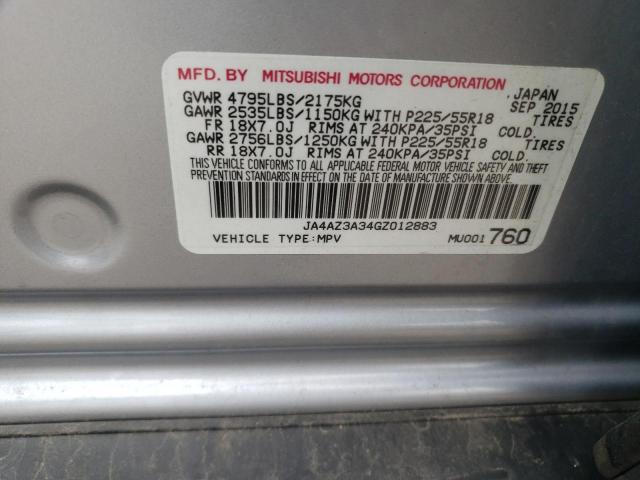 MFD. BY MITSUBISHI MOTORS CORPORATION JAPAN
GVWR 4795LBS/2175KG SEP 2015
GAWR 2535LBS/1150KG WITH P225/55R18 TIRES
FR 18X7.0J RIMS AT 240KPA/35PSI COLD.
GAWR 2756LBS/1250KG WITH P225/55R18 TIRES
RR 18X7.0J RIMS AT 240KPA/35PSI COLD.
THIS VEHICLE CONFORMS TO ALL APPLICABLE FEDERAL MOTOR VEHICLE SAFETY AND THEFT
PREVENTION STANDARDS IN EFFECT ON THE DATE OF MANUFACTURE SHOWN ABOVE.
JA4AZ3A34GZ012883
VEHICLE TYPE:MPV MU001 760